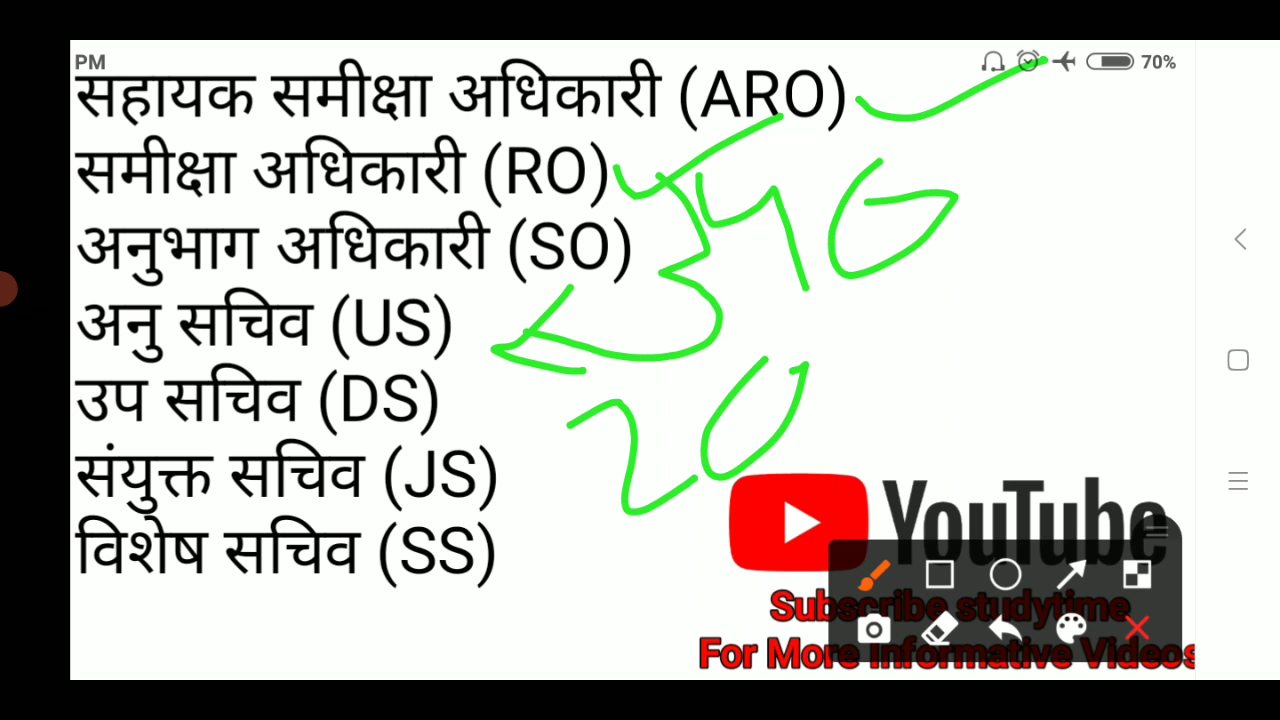 PM 70%
सहायक समीक्षा अधिकारी (ARO)
समीक्षा अधिकारी (RO)
अनुभाग अधिकारी (SO)
अनु सचिव (US)
उप सचिव (DS)
संयुक्त सचिव (JS)
विशेष सचिव (SS)
20
YouTube
Subscribe studytime
For More Informative Videos